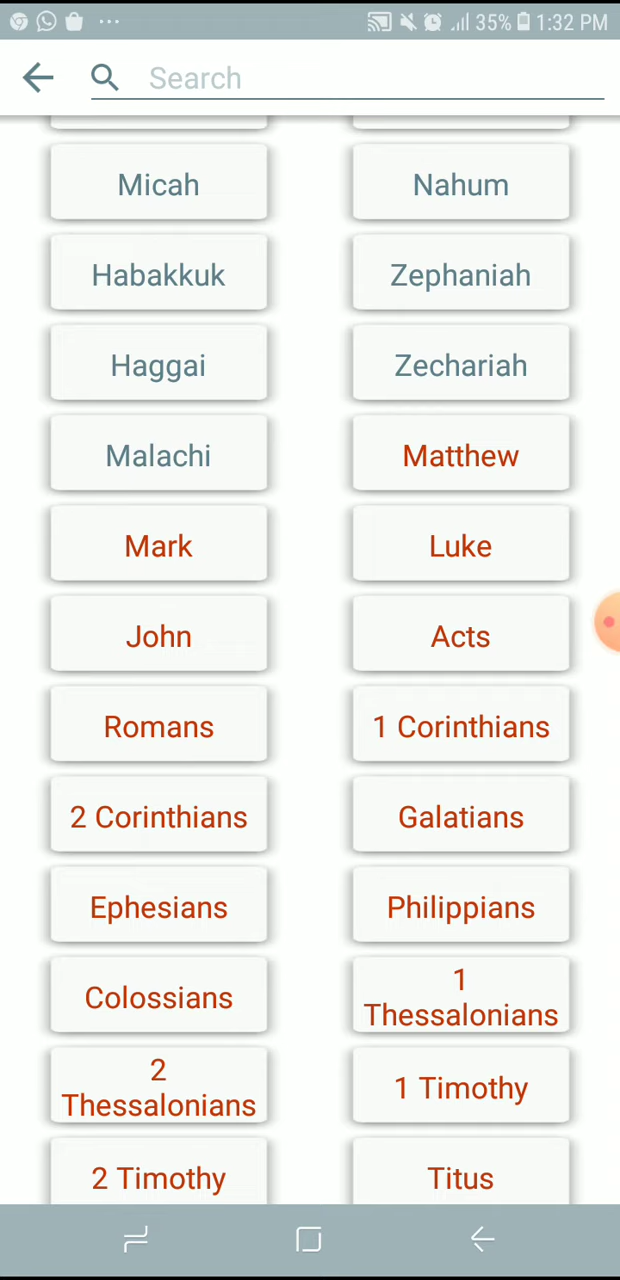 35% 1:32 PM
Search
Micah
Nahum
Habakkuk
Zephaniah
Haggai
Zechariah
Malachi
Matthew
Mark
Luke
John
Acts
Romans
1 Corinthians
2 Corinthians
Galatians
Ephesians
Philippians
Colossians
1
Thessalonians
2
Thessalonians
1 Timothy
2 Timothy
Titus